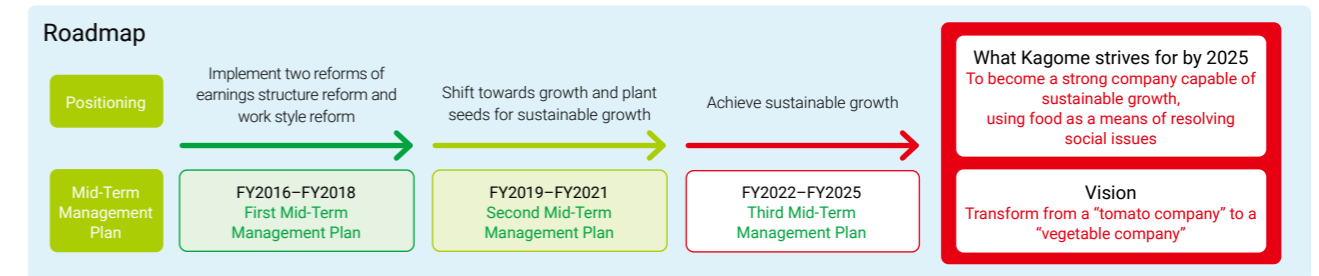 Roadmap
Positioning
Implement two reforms of
earnings structure reform and
work style reform
Shift towards growth and plant
seeds for sustainable growth
Achieve sustainable growth
What Kagome strives for by 2025
To become a strong company capable of
sustainable growth,
using food as a means of resolving
social issues
Mid-Term
Management
Plan
FY2016–FY2018
First Mid-Term
Management Plan
FY2019–FY2021
Second Mid-Term
Management Plan
FY2022–FY2025
Third Mid-Term
Management Plan
Vision
Transform from a “tomato company” to a
“vegetable company”